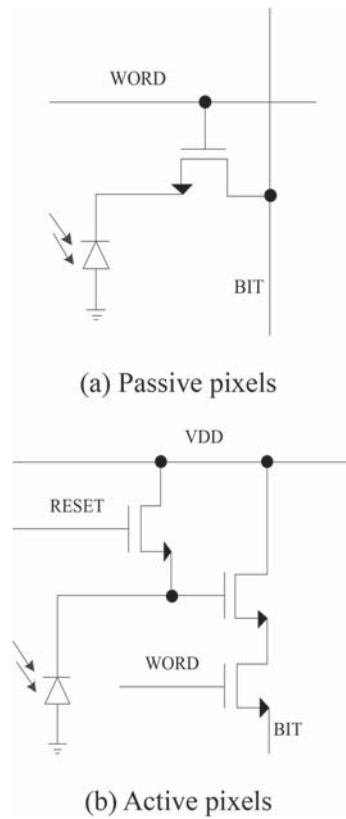 WORD
BIT
(a) Passive pixels
VDD
RESET
WORD
BIT
(b) Active pixels